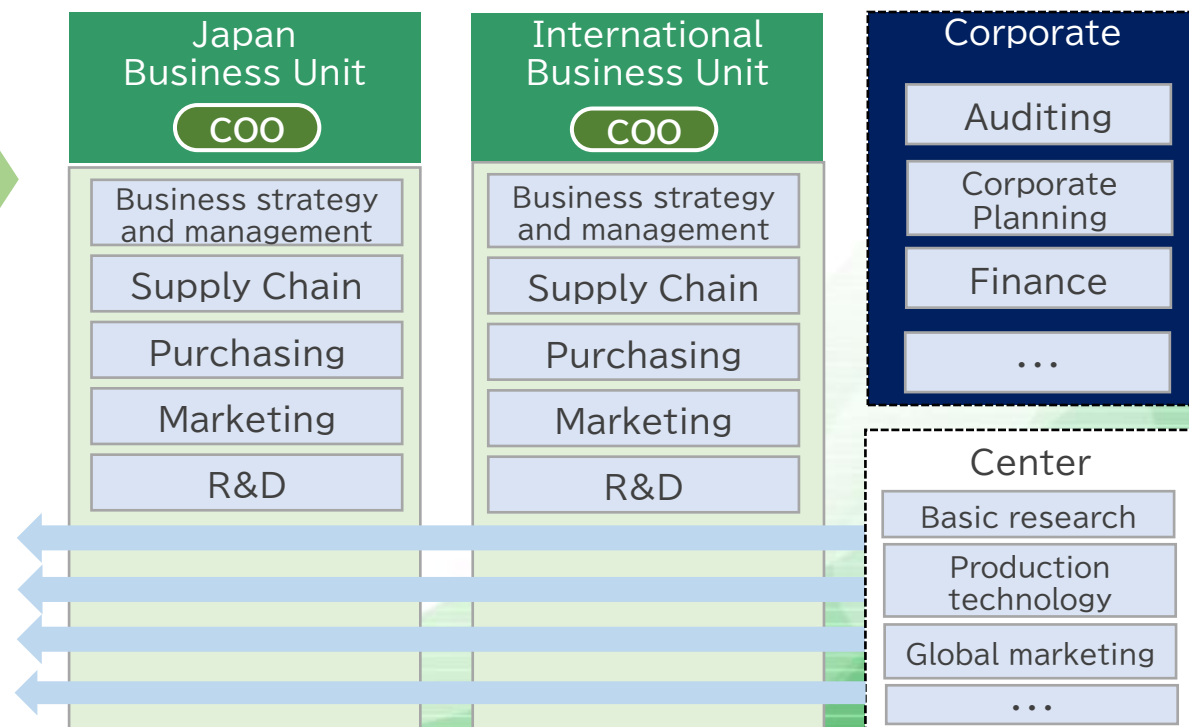 Japan
Business Unit
COO
Business strategy
and management
Supply Chain
Purchasing
Marketing
R&D
International
Business Unit
COO
Business strategy
and management
Supply Chain
Purchasing
Marketing
R&D
Corporate
Auditing
Corporate
Planning
Finance
...
Center
Basic research
Production
technology
Global marketing
...